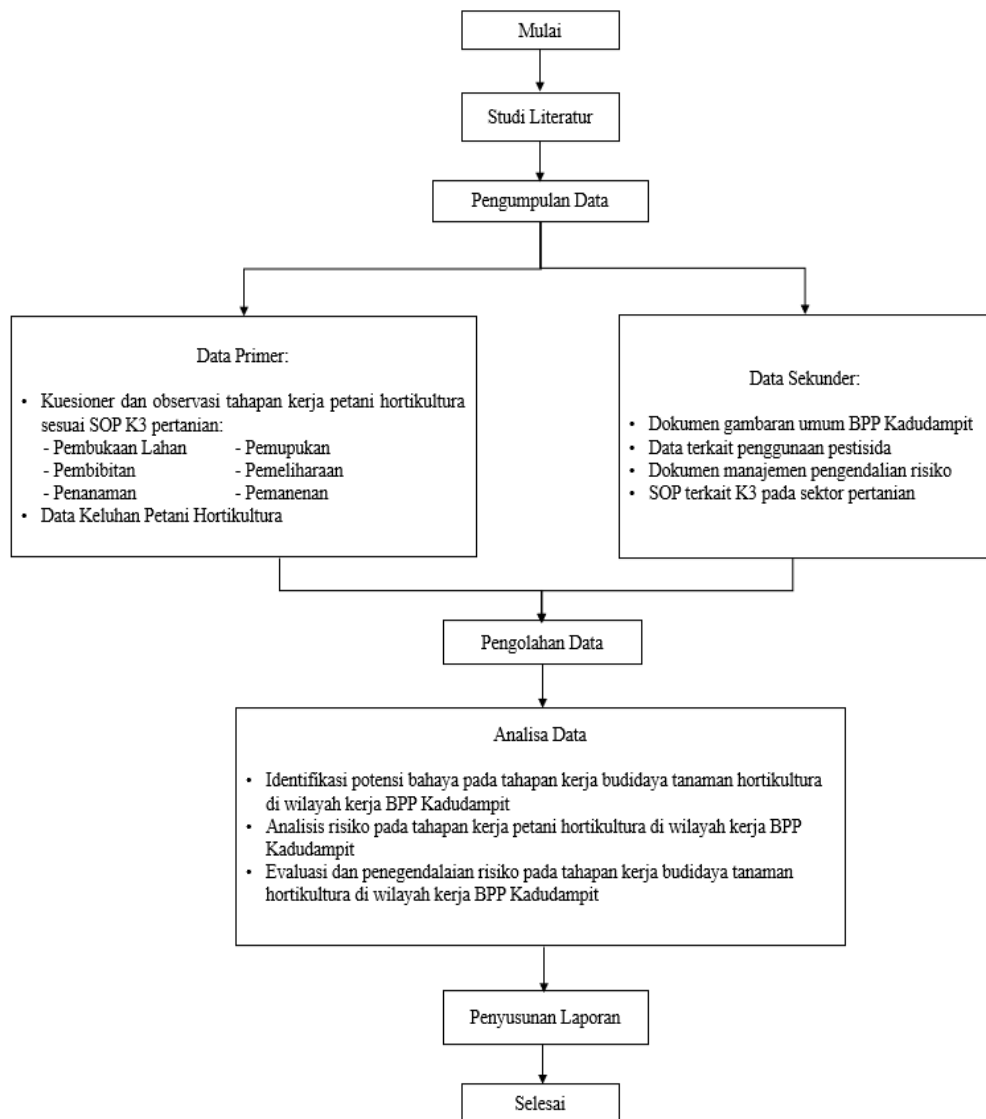 Mulai
Studi Literatur
Pengumpulan Data
Data Primer:
• Kuesioner dan observasi tahapan kerja petani hortikultura
sesuai SOP K3 pertanian:
- Pembukaan Lahan - Pemupukan
- Pembibitan - Pemeliharaan
- Penanaman - Pemanenan
• Data Keluhan Petani Hortikultura
Data Sekunder:
• Dokumen gambaran umum BPP Kadudampit
• Data terkait penggunaan pestisida
• Dokumen manajemen pengendalian risiko
• SOP terkait K3 pada sektor pertanian
Pengolahan Data
Analisa Data
• Identifikasi potensi bahaya pada tahapan kerja budidaya tanaman hortikultura
di wilayah kerja BPP Kadudampit
• Analisis risiko pada tahapan kerja petani hortikultura di wilayah kerja BPP
Kadudampit
• Evaluasi dan penegendalaian risiko pada tahapan kerja budidaya tanaman
hortikultura di wilayah kerja BPP Kadudampit
Penyusunan Laporan
Selesai